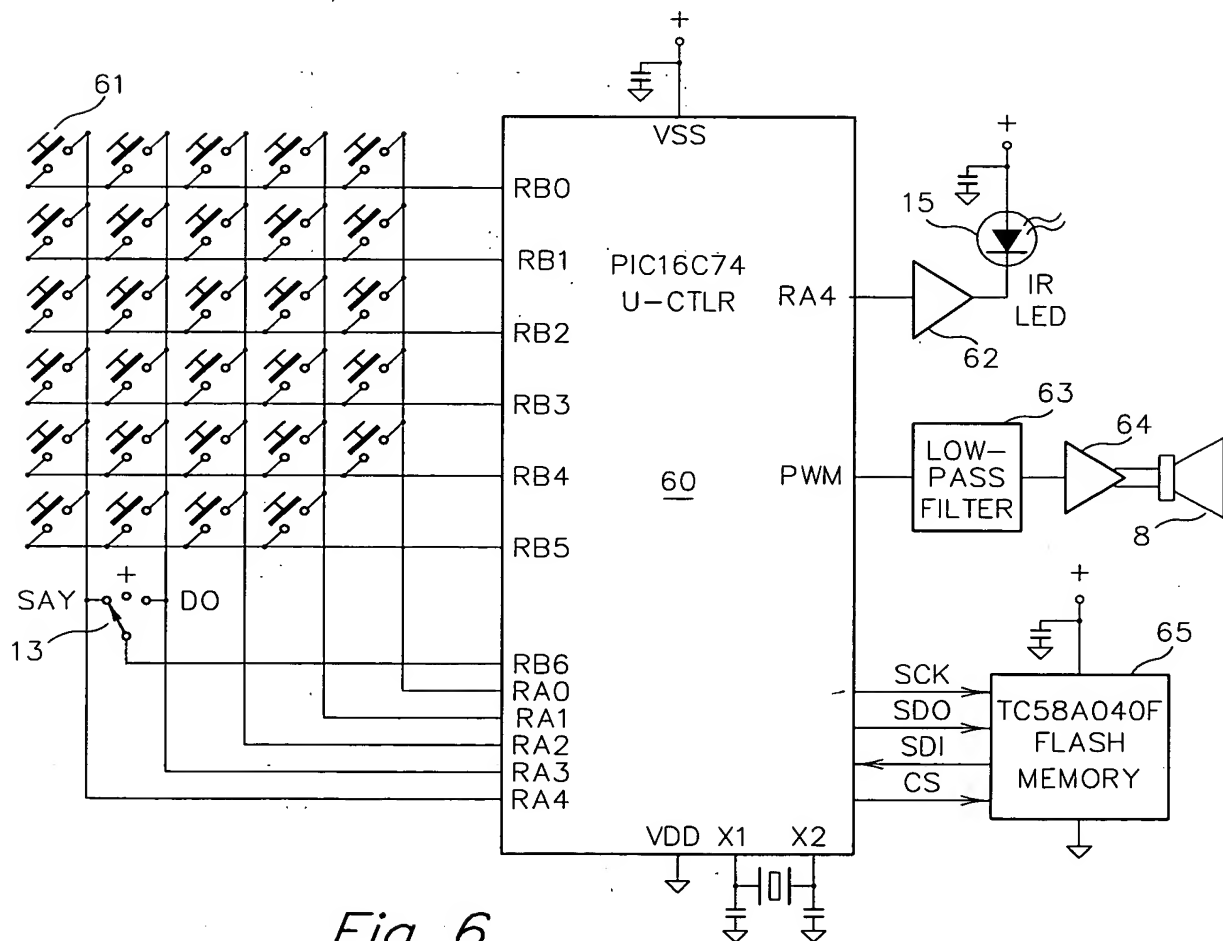 61
+
VSS
RB0
RB1
RB2
RB3
RB4
RB5
RB6
RA0
RA1
RA2
RA3
RA4
SAY
+
DO
13
PIC16C74
U-CTLR
60
RA4
PWM
+
15
IR
LED
62
63
LOW-
PASS
FILTER
64
8
+
65
SCK
SDO
SDI
CS
TC58A040F
FLASH
MEMORY
VDD
X1
X2
Fig. 6